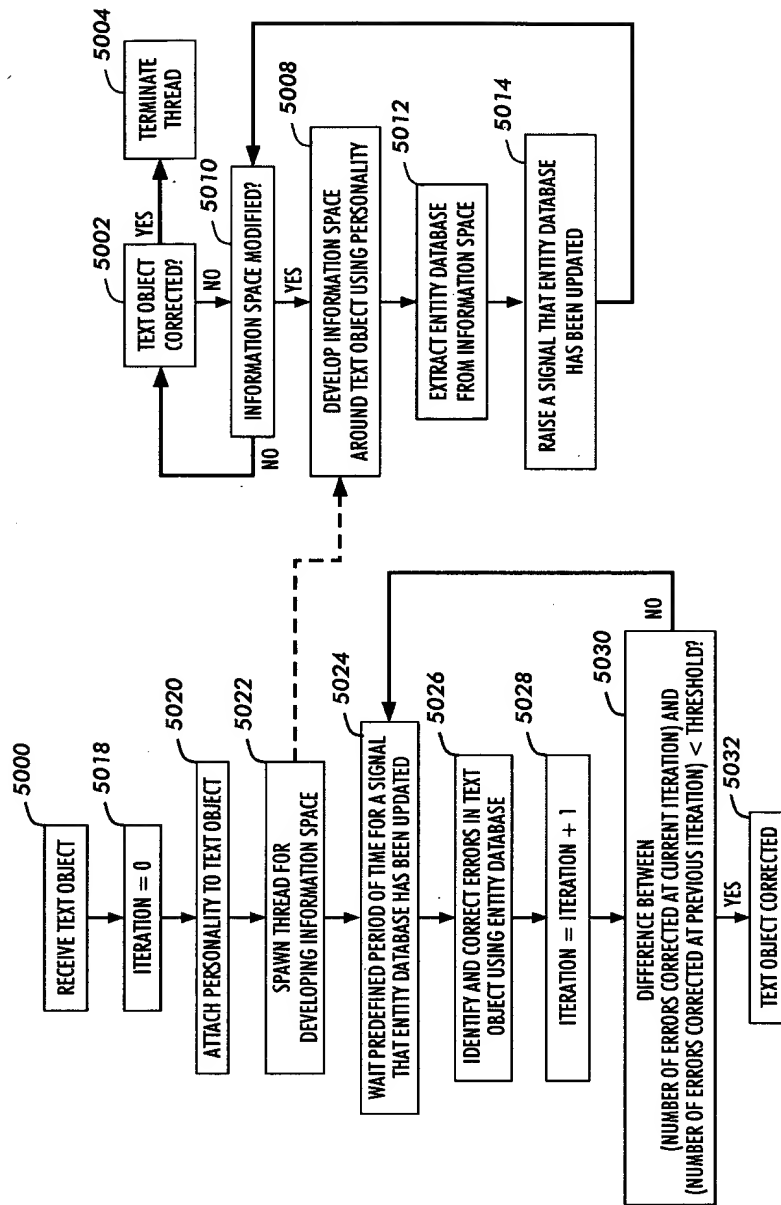 5000
RECEIVE TEXT OBJECT
5018
ITERATION = 0
5020
ATTACH PERSONALITY TO TEXT OBJECT
5022
SPAWN THREAD FOR
DEVELOPING INFORMATION SPACE
5024
WAIT PREDEFINED PERIOD OF TIME FOR A SIGNAL
THAT ENTITY DATABASE HAS BEEN UPDATED
5026
IDENTIFY AND CORRECT ERRORS IN TEXT
OBJECT USING ENTITY DATABASE
5028
ITERATION = ITERATION + 1
5030
DIFFERENCE BETWEEN
(NUMBER OF ERRORS CORRECTED AT CURRENT ITERATION) AND
(NUMBER OF ERRORS CORRECTED AT PREVIOUS ITERATION) < THRESHOLD?
NO
YES
5032
TEXT OBJECT CORRECTED
5002
TEXT OBJECT
CORRECTED?
YES
5004
TERMINATE
THREAD
NO
5010
INFORMATION SPACE MODIFIED?
NO
YES
5008
DEVELOP INFORMATION SPACE
AROUND TEXT OBJECT USING PERSONALITY
5012
EXTRACT ENTITY DATABASE
FROM INFORMATION SPACE
5014
RAISE A SIGNAL THAT ENTITY DATABASE
HAS BEEN UPDATED